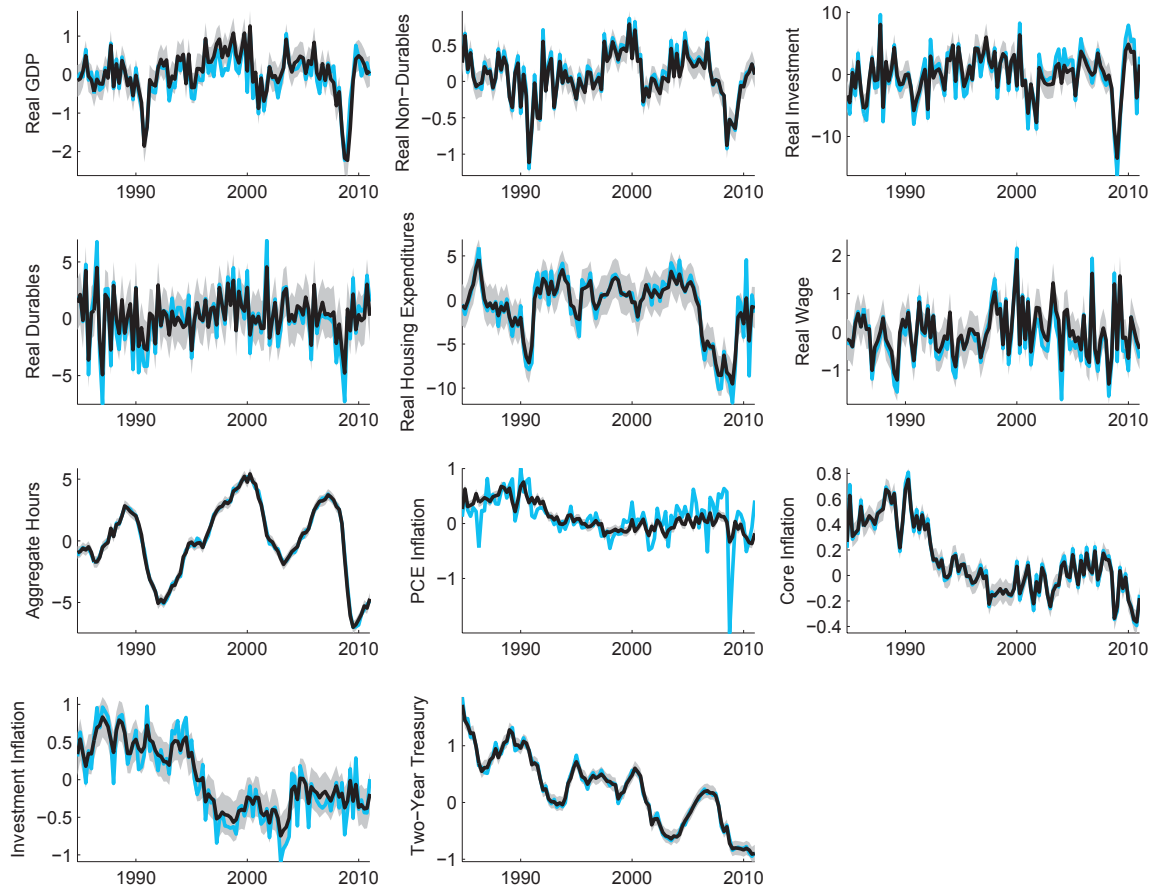 Real GDP
1
0
−1
−2
1990 2000 2010
Real Non−Durables
0.5
0
−0.5
−1
1990 2000 2010
Real Investment
10
0
−10
1990 2000 2010
Real Durables
5
0
−5
1990 2000 2010
Real Housing Expenditures
5
0
−5
−10
1990 2000 2010
Real Wage
2
1
0
−1
1990 2000 2010
Aggregate Hours
5
0
−5
1990 2000 2010
PCE Inflation
1
0
−1
1990 2000 2010
Core Inflation
0.8
0.6
0.4
0.2
0
−0.2
−0.4
1990 2000 2010
Investment Inflation
1
0.5
0
−0.5
−1
1990 2000 2010
Two−Year Treasury
1
0
−1
1990 2000 2010